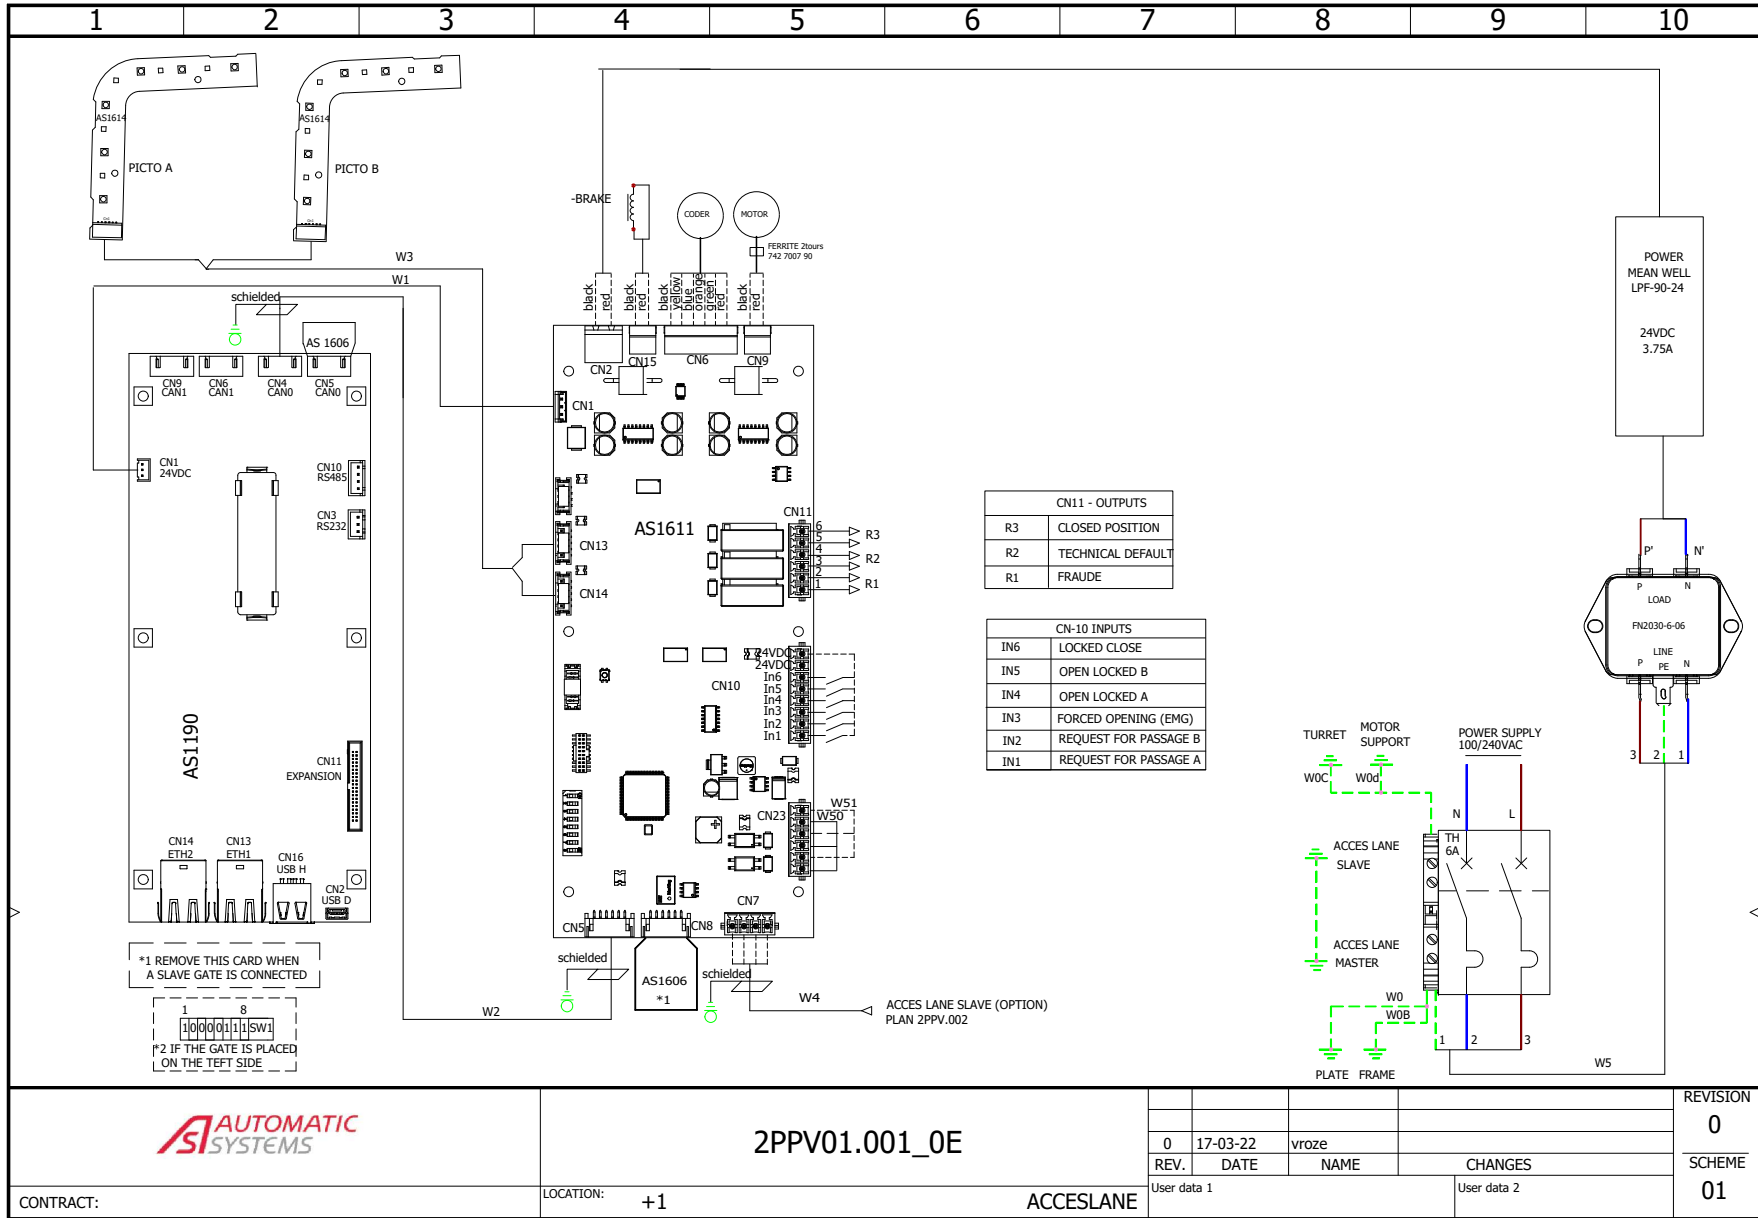 1 2 3 4 5 6 7 8 9 10
AS1614
PICTO A
AS1614
PICTO B
W3
W1
schielded
-BRAKE
CODER
MOTOR
FERRITE 2tours
742 7007 90
black
red
black
red
black
yellow
blue
orange
green
red
black
red
AS 1606
CN9
CAN1
CN6
CAN1
CN4
CAN0
CN5
CAN0
CN1
24VDC
CN10
RS485
CN3
RS232
AS1190
CN11
EXPANSION
CN14
ETH2
CN13
ETH1
CN16
USB H
CN2
USB D
*1 REMOVE THIS CARD WHEN
A SLAVE GATE IS CONNECTED
1 8
10000111SW1
*2 IF THE GATE IS PLACED
ON THE TEFT SIDE
W2
CN2
CN15
CN6
CN9
CN1
AS1611
CN13
CN14
CN11
6
5
4
3
2
1
R3
R2
R1
24VDC
24VDC
CN10
In6
In5
In4
In3
In2
In1
CN23
W51
W50
CN7
CN5
CN8
schielded
AS1606
*1
schielded
W4
ACCES LANE SLAVE (OPTION)
PLAN 2PPV.002
CN11 - OUTPUTS
R3 CLOSED POSITION
R2 TECHNICAL DEFAULT
R1 FRAUDE
CN-10 INPUTS
IN6 LOCKED CLOSE
IN5 OPEN LOCKED B
IN4 OPEN LOCKED A
IN3 FORCED OPENING (EMG)
IN2 REQUEST FOR PASSAGE B
IN1 REQUEST FOR PASSAGE A
POWER
MEAN WELL
LPF-90-24
24VDC
3.75A
P' N'
P N
LOAD
FN2030-6-06
LINE
P PE N
3 2 1
TURRET
MOTOR
SUPPORT
W0C
W0d
POWER SUPPLY
100/240VAC
N L
TH
6A
ACCES LANE
SLAVE
ACCES LANE
MASTER
W0
W0B
PLATE FRAME
1 2 3
W5
AUTOMATIC
SYSTEMS
2PPV01.001_0E
0 17-03-22 vroze
REV. DATE NAME CHANGES
REVISION
0
SCHEME
01
CONTRACT:
LOCATION: +1 ACCESLANE
User data 1
User data 2